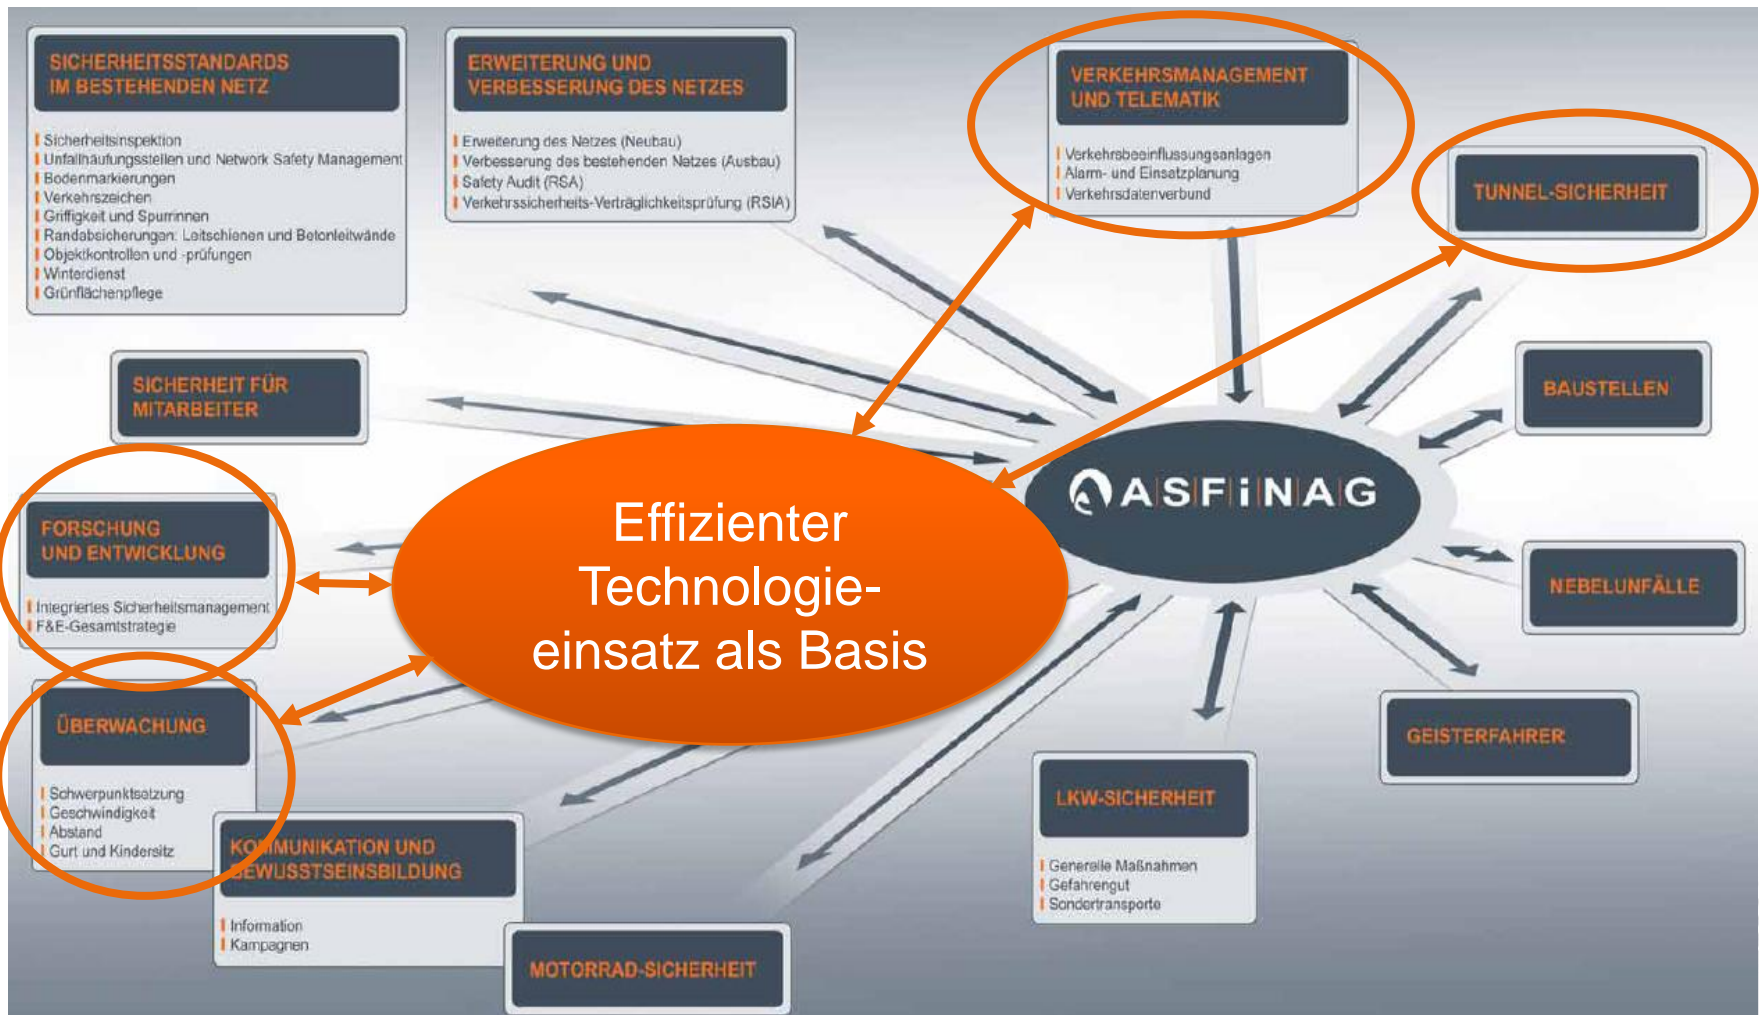 SICHERHEITSSTANDARDS
IM BESTEHENDEN NETZ
Sicherheitsinspektion
Unfallhäufungsstellen und Network Safety Management
Bodenmarkierungen
Verkehrszeichen
Griffigkeit und Spurrinnen
Randabsicherungen: Leitschienen und Betonleitwände
Objektkontrollen und -prüfungen
Winterdienst
Grünflächenpflege
ERWEITERUNG UND
VERBESSERUNG DES NETZES
Erweiterung des Netzes (Neubau)
Verbesserung des bestehenden Netzes (Ausbau)
Safety Audit (RSA)
Verkehrssicherheits-Verträglichkeitsprüfung (RSIA)
VERKEHRSMANAGEMENT
UND TELEMATIK
Verkehrsbeeinflussungsanlagen
Alarm- und Einsatzplanung
Verkehrsdatenverbund
TUNNEL-SICHERHEIT
SICHERHEIT FÜR
MITARBEITER
BAUSTELLEN
ASFiNAG
Effizienter
Technologie-
einsatz als Basis
FORSCHUNG
UND ENTWICKLUNG
Integriertes Sicherheitsmanagement
F&E-Gesamtstrategie
NEBELUNFÄLLE
ÜBERWACHUNG
Schwerpunktsetzung
Geschwindigkeit
Abstand
Gurt und Kindersitz
GEISTERFAHRER
LKW-SICHERHEIT
Generelle Maßnahmen
Gefahrengut
Sondertransporte
KOMMUNIKATION UND
BEWUSSTSEINSBILDUNG
Information
Kampagnen
MOTORRAD-SICHERHEIT